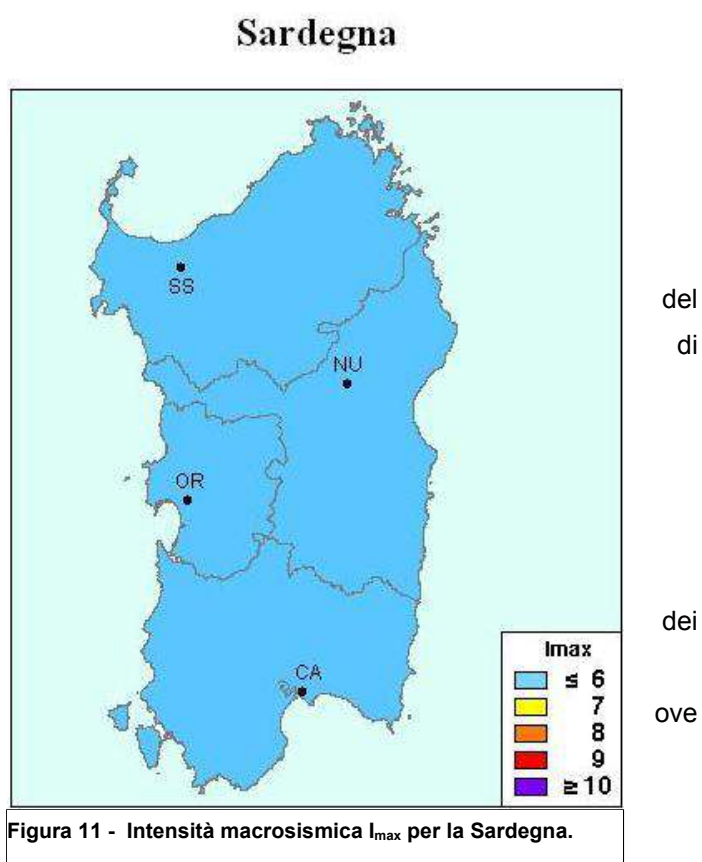 Sardegna
SS
del
di
NU
OR
dei
Imax
≤ 6
CA
7
ove
8
9
≥ 10
Figura 11 - Intensità macrosismica Imax per la Sardegna.